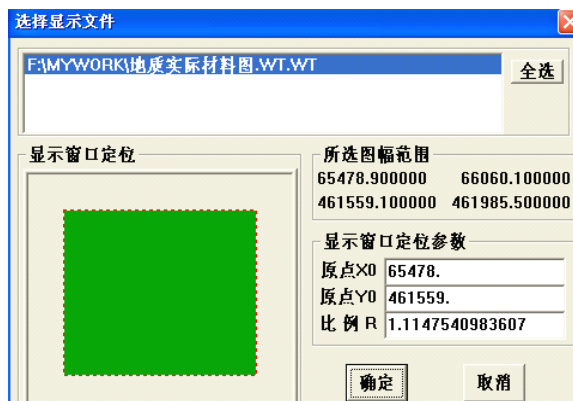 选择显示文件
F:\MYWORK\地质实际材料图.WT.WT
全选
显示窗口定位
所选图幅范围
65478.900000 66060.100000
461559.100000 461985.500000
显示窗口定位参数
原点X0 65478.
原点Y0 461559.
比 例 R 1.1147540983607
确定 取消